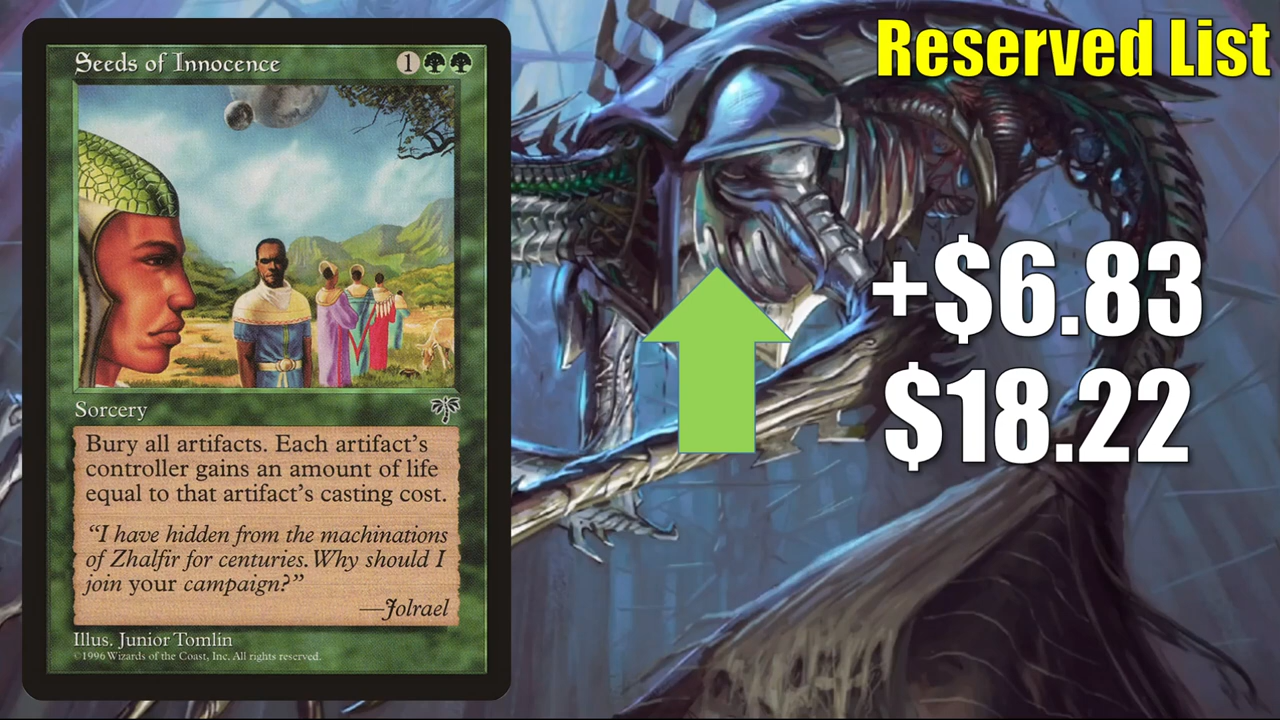 Seeds of Innocence 1
Sorcery
Bury all artifacts. Each artifact's
controller gains an amount of life
equal to that artifact's casting cost.
“I have hidden from the machinations
of Zhalfir for centuries. Why should I
join your campaign?”
—Jolrael
Illus. Junior Tomlin
©1996 Wizards of the Coast, Inc. All rights reserved.
Reserved List
+$6.83
$18.22